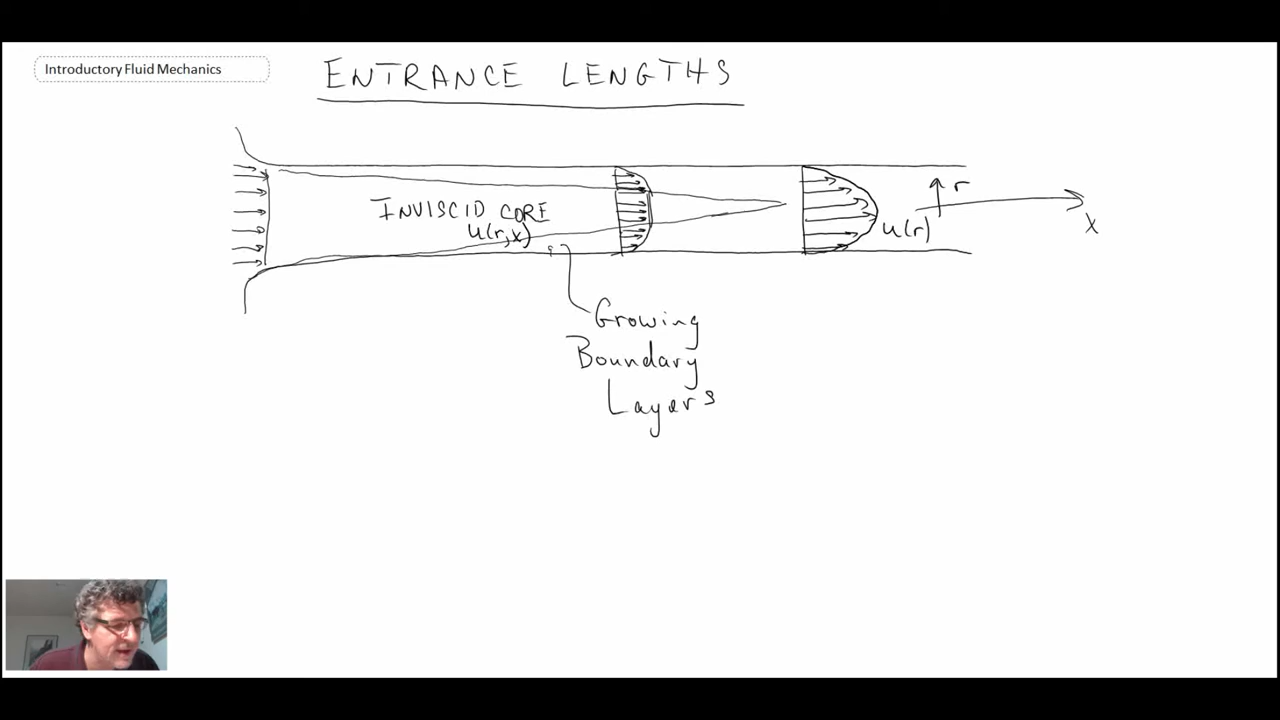 Introductory Fluid Mechanics
ENTRANCE LENGTHS
INVISCID CORE
u(r,x)
r
u(r)
x
Growing
Boundary
Layers